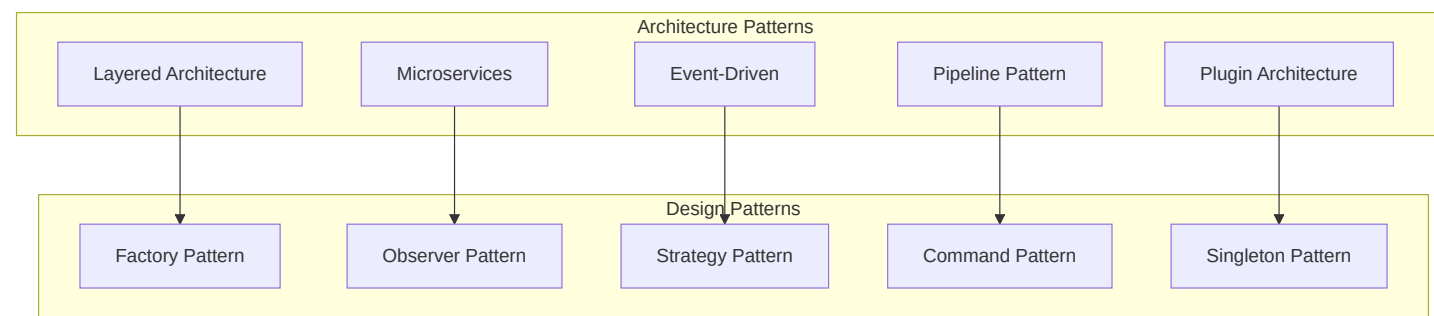 Architecture Patterns
Layered Architecture
Microservices
Event-Driven
Pipeline Pattern
Plugin Architecture
Design Patterns
Factory Pattern
Observer Pattern
Strategy Pattern
Command Pattern
Singleton Pattern